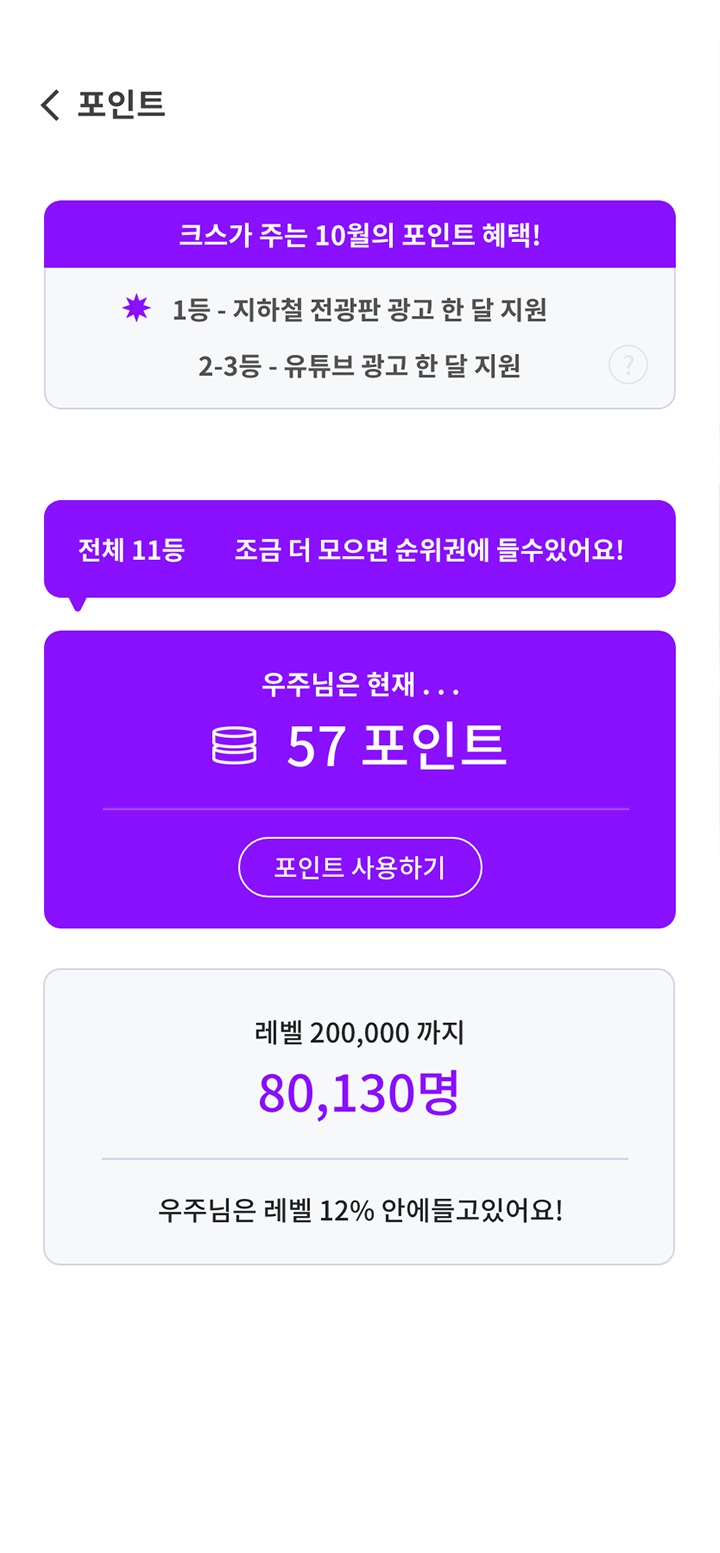 포인트
크스가 주는 10월의 포인트 혜택!
1등 - 지하철 전광판 광고 한 달 지원
2-3등 - 유튜브 광고 한 달 지원
?
전체 11등 조금 더 모으면 순위권에 들수있어요!
우주님은 현재 . . .
57 포인트
포인트 사용하기
레벨 200,000 까지
80,130명
우주님은 레벨 12% 안에들고있어요!